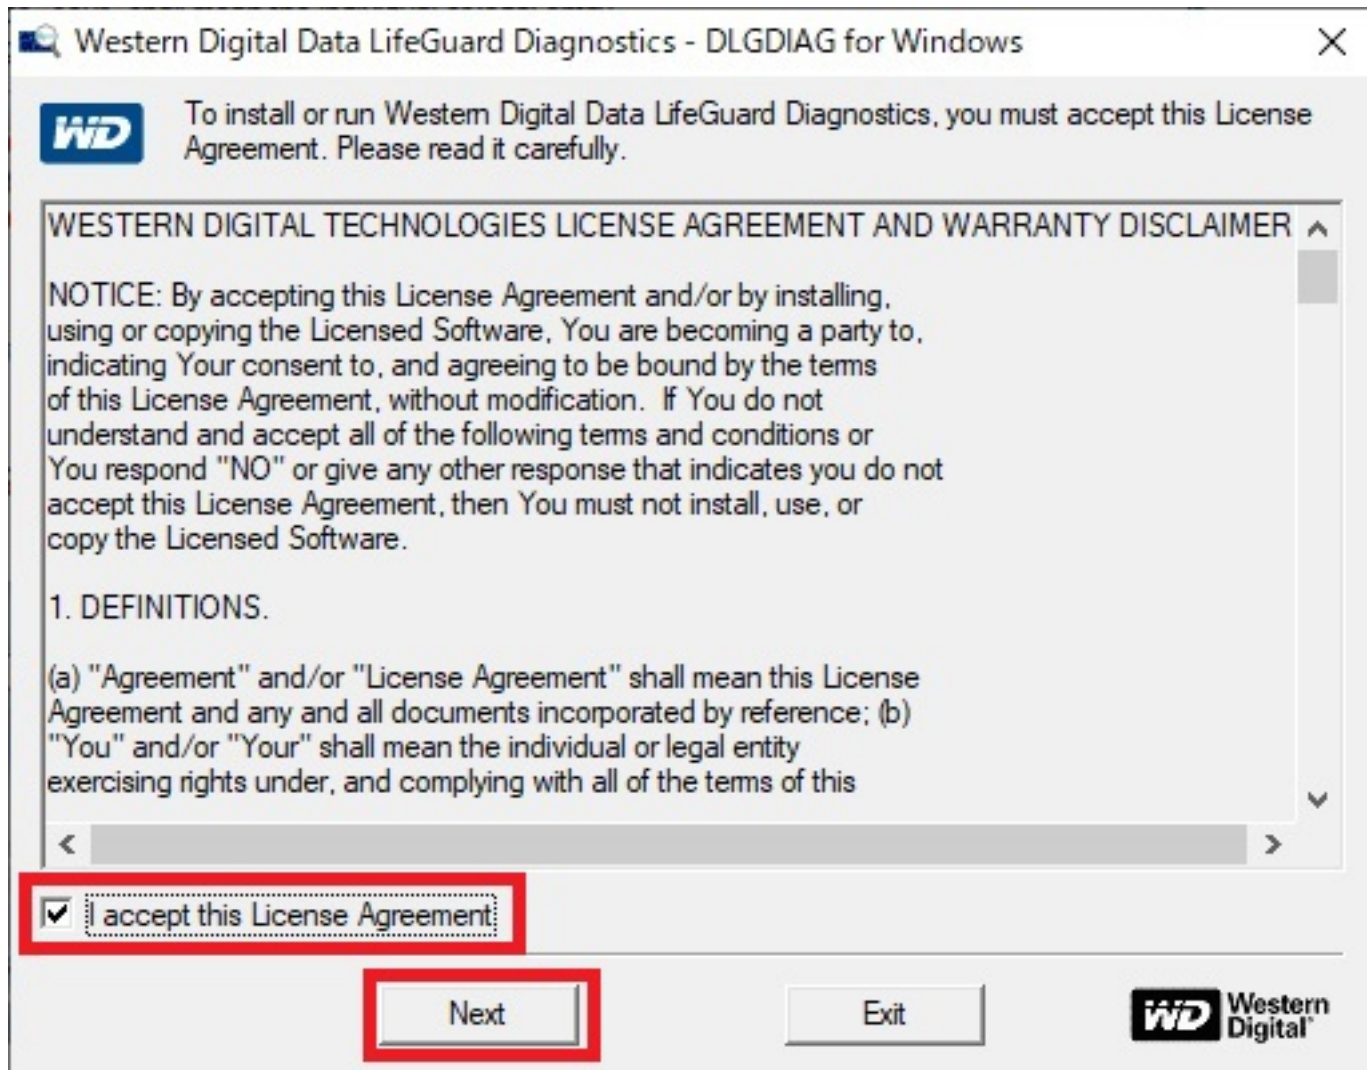 Western Digital Data LifeGuard Diagnostics - DLGDIAG for Windows
WD
To install or run Western Digital Data LifeGuard Diagnostics, you must accept this License
Agreement. Please read it carefully.
WESTERN DIGITAL TECHNOLOGIES LICENSE AGREEMENT AND WARRANTY DISCLAIMER
NOTICE: By accepting this License Agreement and/or by installing,
using or copying the Licensed Software, You are becoming a party to,
indicating Your consent to, and agreeing to be bound by the terms
of this License Agreement, without modification.  If You do not
understand and accept all of the following terms and conditions or
You respond "NO" or give any other response that indicates you do not
accept this License Agreement, then You must not install, use, or
copy the Licensed Software.
1. DEFINITIONS.
(a) "Agreement" and/or "License Agreement" shall mean this License
Agreement and any and all documents incorporated by reference; (b)
"You" and/or "Your" shall mean the individual or legal entity
exercising rights under, and complying with all of the terms of this
I accept this License Agreement
Next
Exit
WD Western
Digital